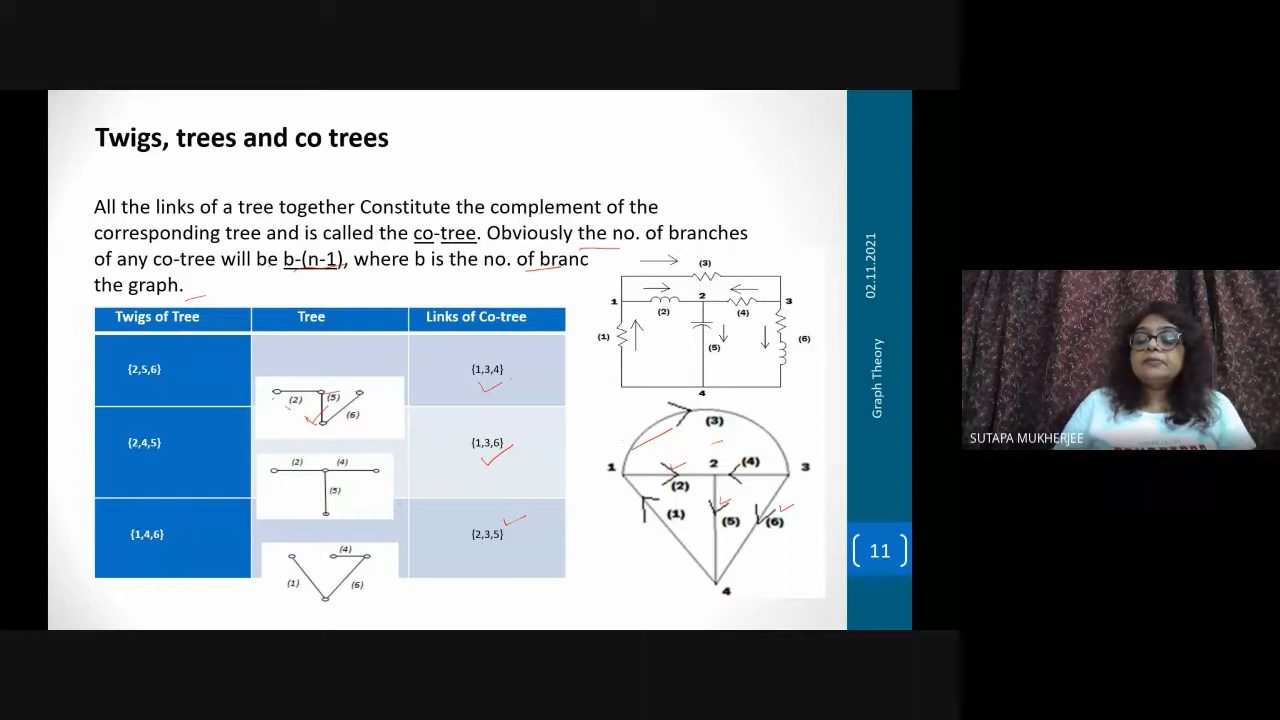 Twigs, trees and co trees
All the links of a tree together Constitute the complement of the
corresponding tree and is called the co-tree. Obviously the no. of branches
of any co-tree will be b-(n-1), where b is the no. of branc
the graph.
Twigs of Tree Tree Links of Co-tree
{2,5,6} {1,3,4}
(2) (5)
(6)
{2,4,5} {1,3,6}
(2) (4)
(5)
{1,4,6} {2,3,5}
(4)
(1) (6)
(3)
1 2 3
(2) (4)
(1) (5) (6)
4
(3)
1 2 (4) 3
(2)
(1) (5) (6)
4
02.11.2021
Graph Theory
11
SUTAPA MUKHERJEE